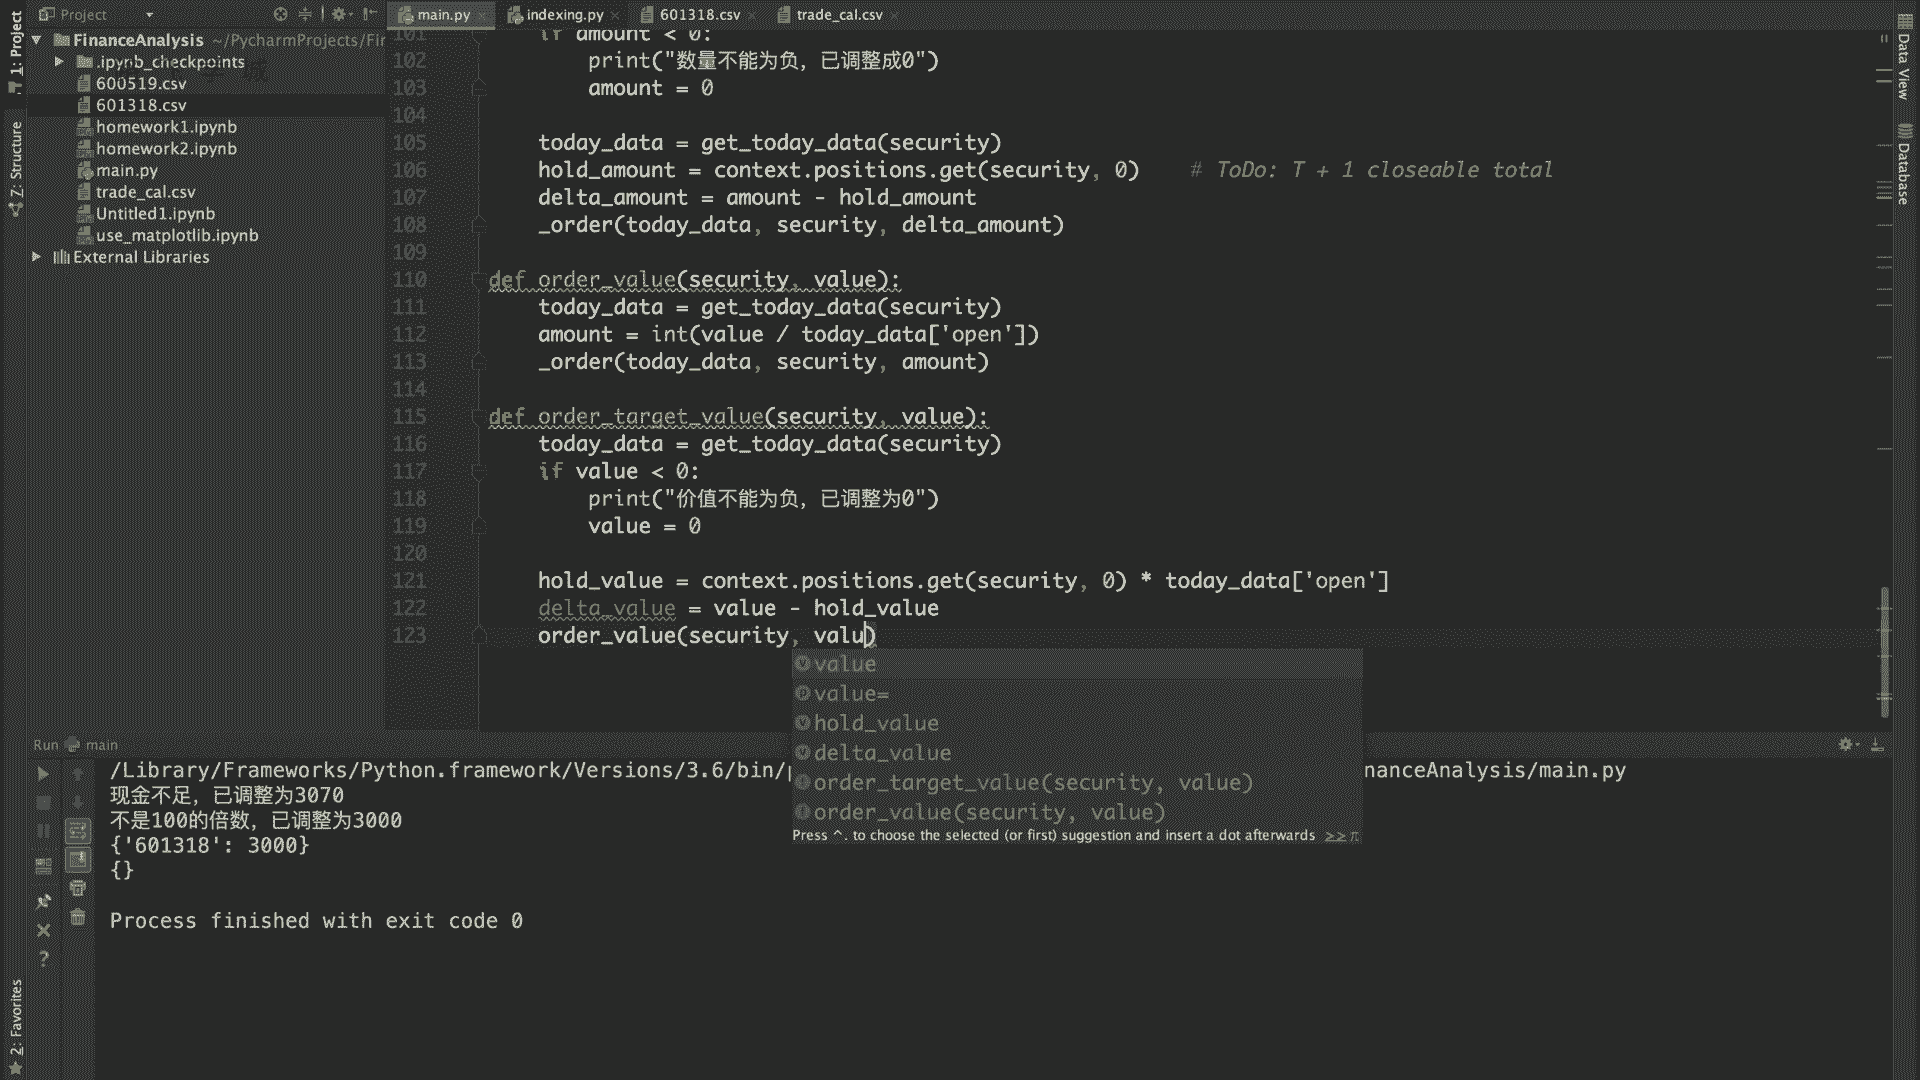 1: Project
7: Structure
2: Favorites
Project
FinanceAnalysis ~/PycharmProjects/Fir
.ipynb_checkpoints
600519.csv
601318.csv
homework1.ipynb
homework2.ipynb
main.py
trade_cal.csv
Untitled1.ipynb
use_matplotlib.ipynb
External Libraries
main.py indexing.py 601318.csv trade_cal.csv
101 if amount < 0:
102 print("数量不能为负，已调整成0")
103 amount = 0
104
105 today_data = get_today_data(security)
106 hold_amount = context.positions.get(security, 0) # ToDo: T + 1 closeable total
107 delta_amount = amount - hold_amount
108 _order(today_data, security, delta_amount)
109
110 def order_value(security, value):
111 today_data = get_today_data(security)
112 amount = int(value / today_data['open'])
113 _order(today_data, security, amount)
114
115 def order_target_value(security, value):
116 today_data = get_today_data(security)
117 if value < 0:
118 print("价值不能为负，已调整为0")
119 value = 0
120
121 hold_value = context.positions.get(security, 0) * today_data['open']
122 delta_value = value - hold_value
123 order_value(security, valu)
value
value=
hold_value
delta_value
order_target_value(security, value)
order_value(security, value)
Press ^. to choose the selected (or first) suggestion and insert a dot afterwards >> π
Data View
Database
Run main
/Library/Frameworks/Python.framework/Versions/3.6/bin/ nanceAnalysis/main.py
现金不足，已调整为3070
不是100的倍数，已调整为3000
{'601318': 3000}
{}
Process finished with exit code 0